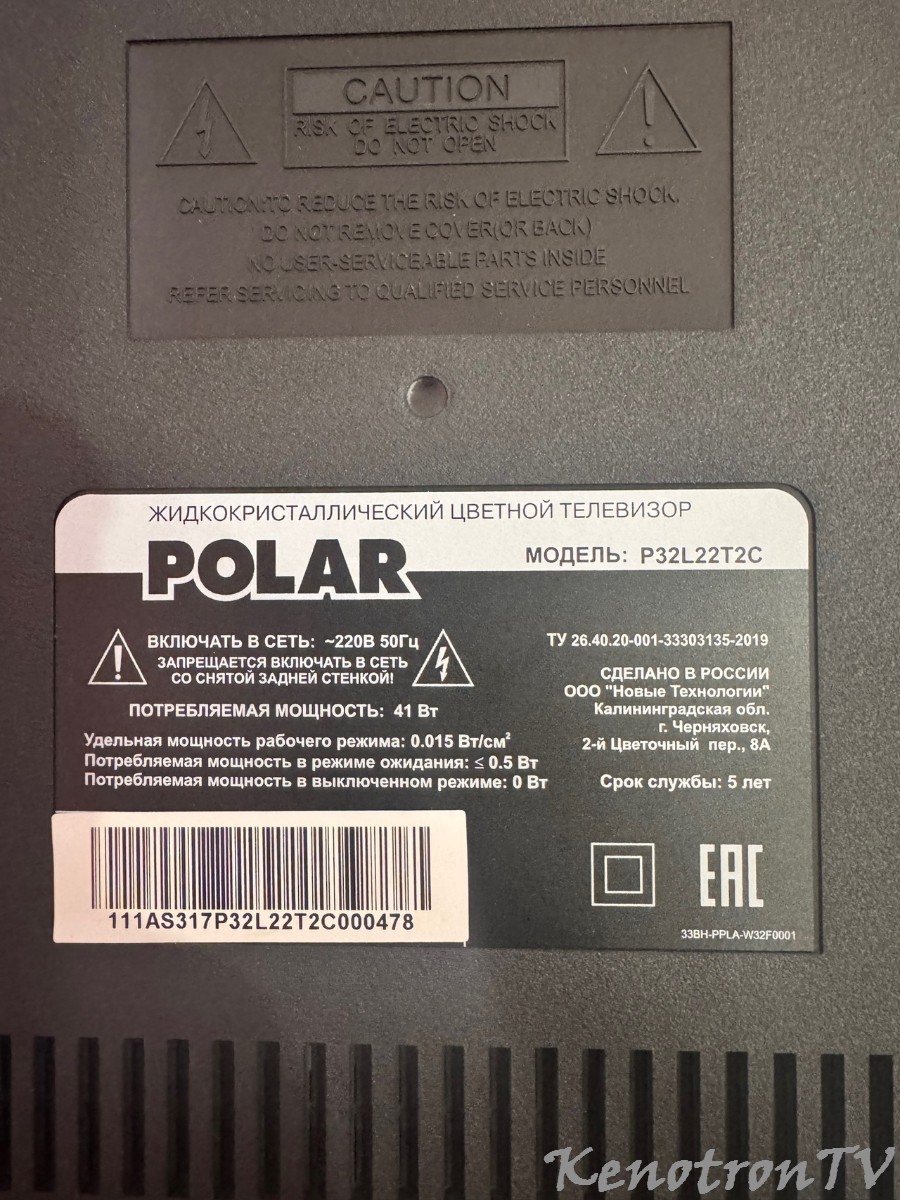 CAUTION
RISK OF ELECTRIC SHOCK
DO NOT OPEN
CAUTION:TO REDUCE THE RISK OF ELECTRIC SHOCK.
DO NOT REMOVE COVER(OR BACK)
NO USER-SERVICEABLE PARTS INSIDE
REFER SERVICING TO QUALIFIED SERVICE PERSONNEL
ЖИДКОКРИСТАЛЛИЧЕСКИЙ ЦВЕТНОЙ ТЕЛЕВИЗОР
POLAR
МОДЕЛЬ: P32L22T2C
ВКЛЮЧАТЬ В СЕТЬ: ~220В 50Гц
ЗАПРЕЩАЕТСЯ ВКЛЮЧАТЬ В СЕТЬ
СО СНЯТОЙ ЗАДНЕЙ СТЕНКОЙ!
ПОТРЕБЛЯЕМАЯ МОЩНОСТЬ: 41 Вт
Удельная мощность рабочего режима: 0.015 Вт/см²
Потребляемая мощность в режиме ожидания: ≤ 0.5 Вт
Потребляемая мощность в выключенном режиме: 0 Вт
ТУ 26.40.20-001-33303135-2019
СДЕЛАНО В РОССИИ
ООО "Новые Технологии"
Калининградская обл.
г. Черняховск,
2-й Цветочный пер., 8А
Срок службы: 5 лет
111AS317P32L22T2C000478
EAC
33BH-PPLA-W32F0001
KenotronTV